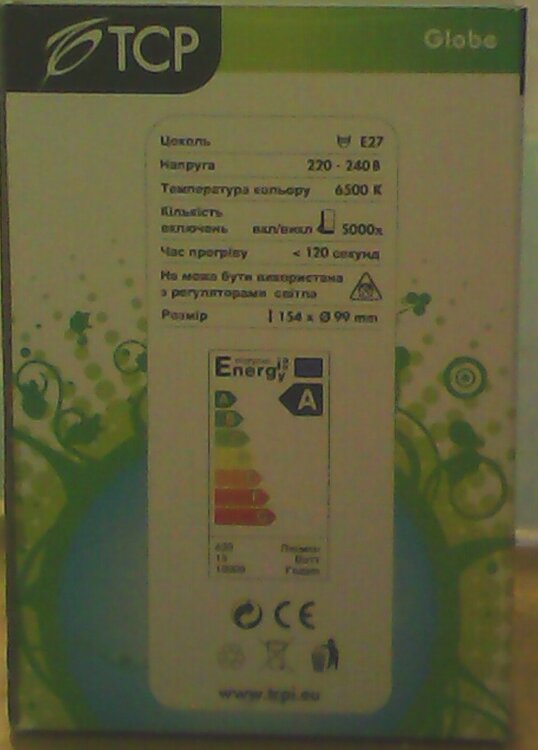 TCP
Globe
Цоколь E27
Напруга 220 - 240 В
Температура кольору 6500 K
Кількість
включень вкл/викл 5000x
Час прогріву < 120 секунд
Не може бути використана
з регуляторами світла
Розмір 154 x Ø 99 mm
Energy
A
A
Люмен
Ватт
Годин
CE
www.tcpi.eu